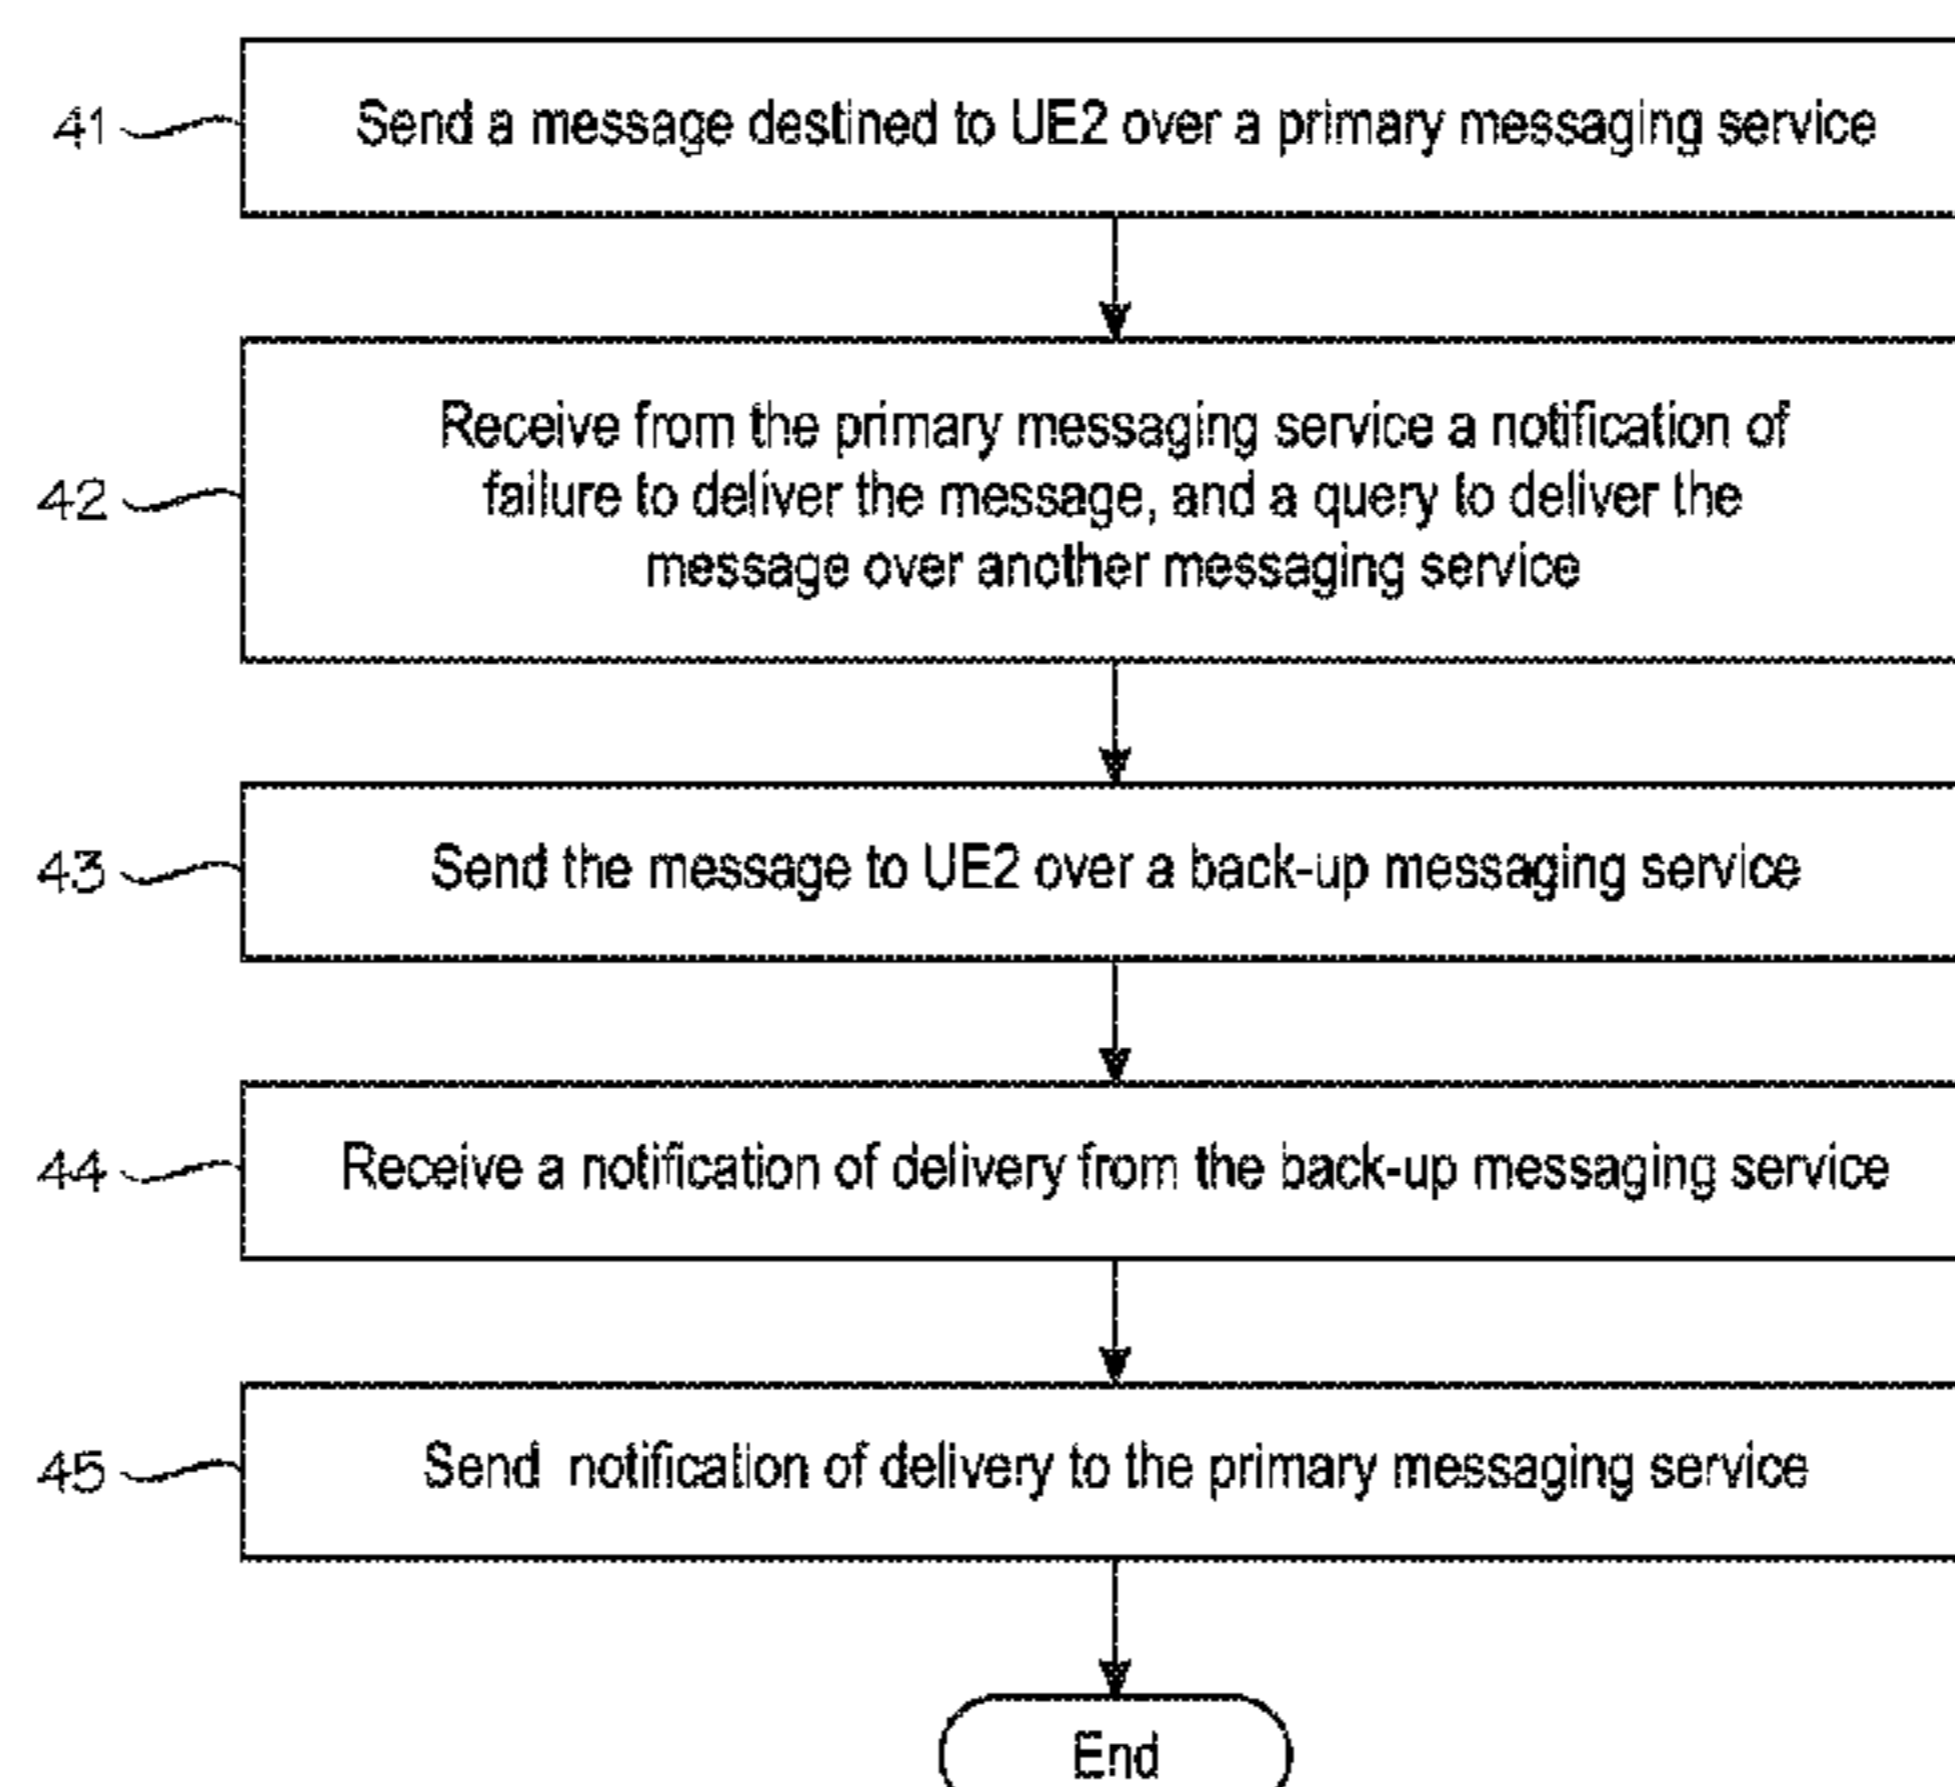 41
Send a message destined to UE2 over a primary messaging service
42
Receive from the primary messaging service a notification of
failure to deliver the message, and a query to deliver the
message over another messaging service
43
Send the message to UE2 over a back-up messaging service
44
Receive a notification of delivery from the back-up messaging service
45
Send notification of delivery to the primary messaging service
End